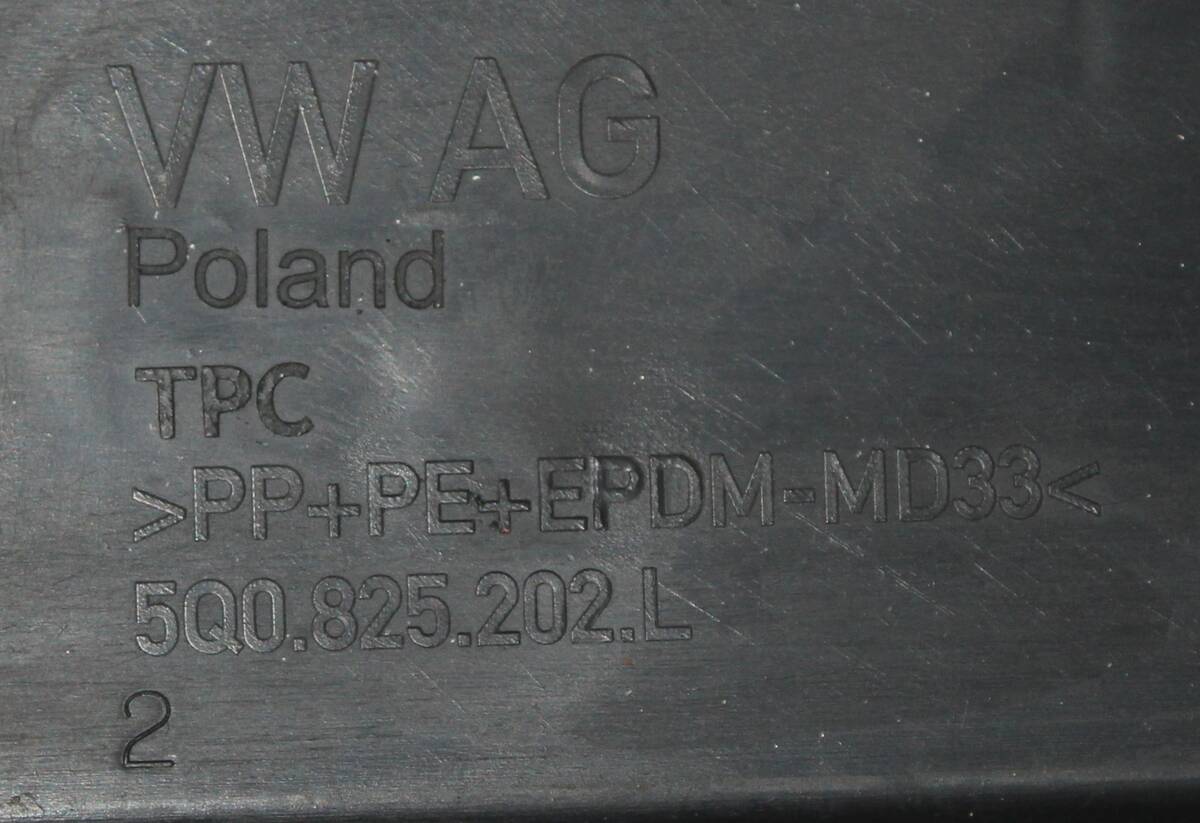 VW AG
Poland
TPC
>PP+PE+EPDM-MD33<
5Q0.825.202.L
2